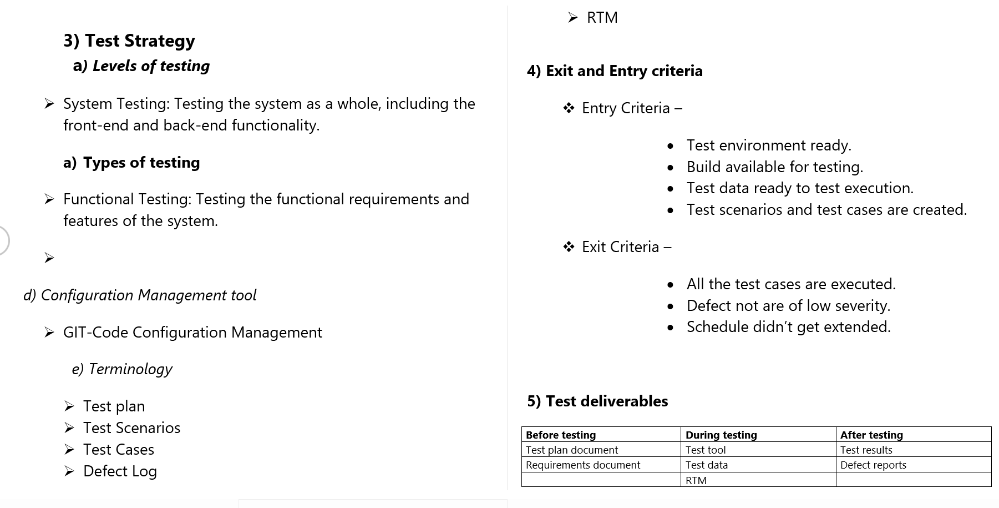 3) Test Strategy
a) Levels of testing
➢ System Testing: Testing the system as a whole, including the
front-end and back-end functionality.
a) Types of testing
➢ Functional Testing: Testing the functional requirements and
features of the system.
➢
d) Configuration Management tool
➢ GIT-Code Configuration Management
e) Terminology
➢ Test plan
➢ Test Scenarios
➢ Test Cases
➢ Defect Log
➢ RTM
4) Exit and Entry criteria
❖ Entry Criteria –
• Test environment ready.
• Build available for testing.
• Test data ready to test execution.
• Test scenarios and test cases are created.
❖ Exit Criteria –
• All the test cases are executed.
• Defect not are of low severity.
• Schedule didn’t get extended.
5) Test deliverables
Before testing During testing After testing
Test plan document Test tool Test results
Requirements document Test data Defect reports
RTM